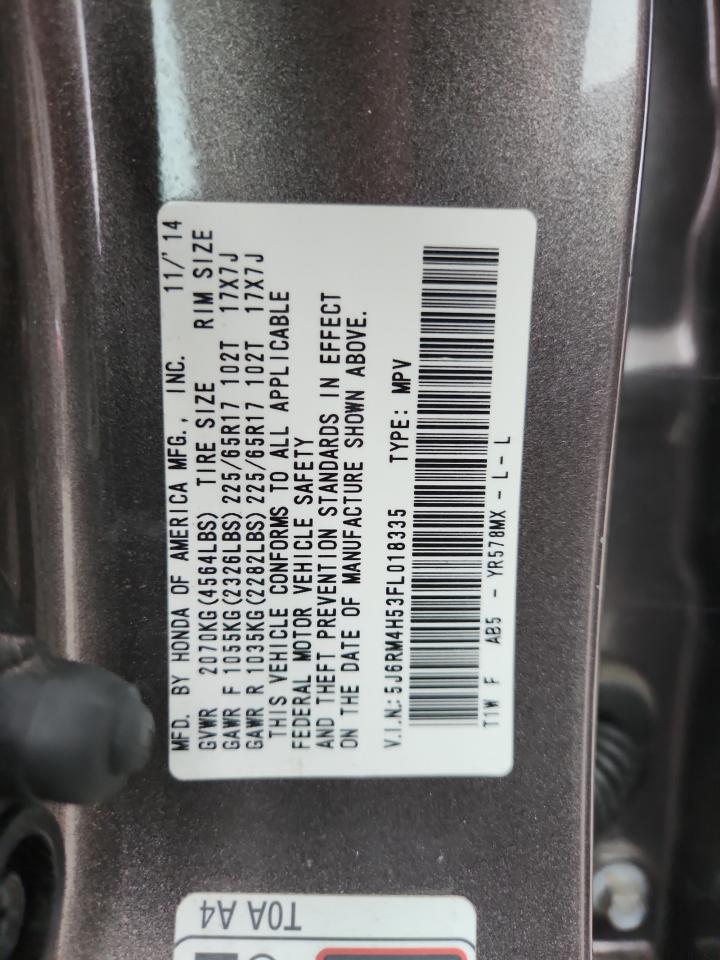 MFD. BY HONDA OF AMERICA MFG., INC. 11/'14
GVWR 2070KG(4564LBS) TIRE SIZE RIM SIZE
GAWR F 1055KG(2326LBS) 225/65R17 102T 17X7J
GAWR R 1035KG(2282LBS) 225/65R17 102T 17X7J
THIS VEHICLE CONFORMS TO ALL APPLICABLE
FEDERAL MOTOR VEHICLE SAFETY
AND THEFT PREVENTION STANDARDS IN EFFECT
ON THE DATE OF MANUFACTURE SHOWN ABOVE.
V.I.N.: 5J6RM4H53FL018335 TYPE: MPV
T1W F AB5 - YR578MX - L - L
T0A A4